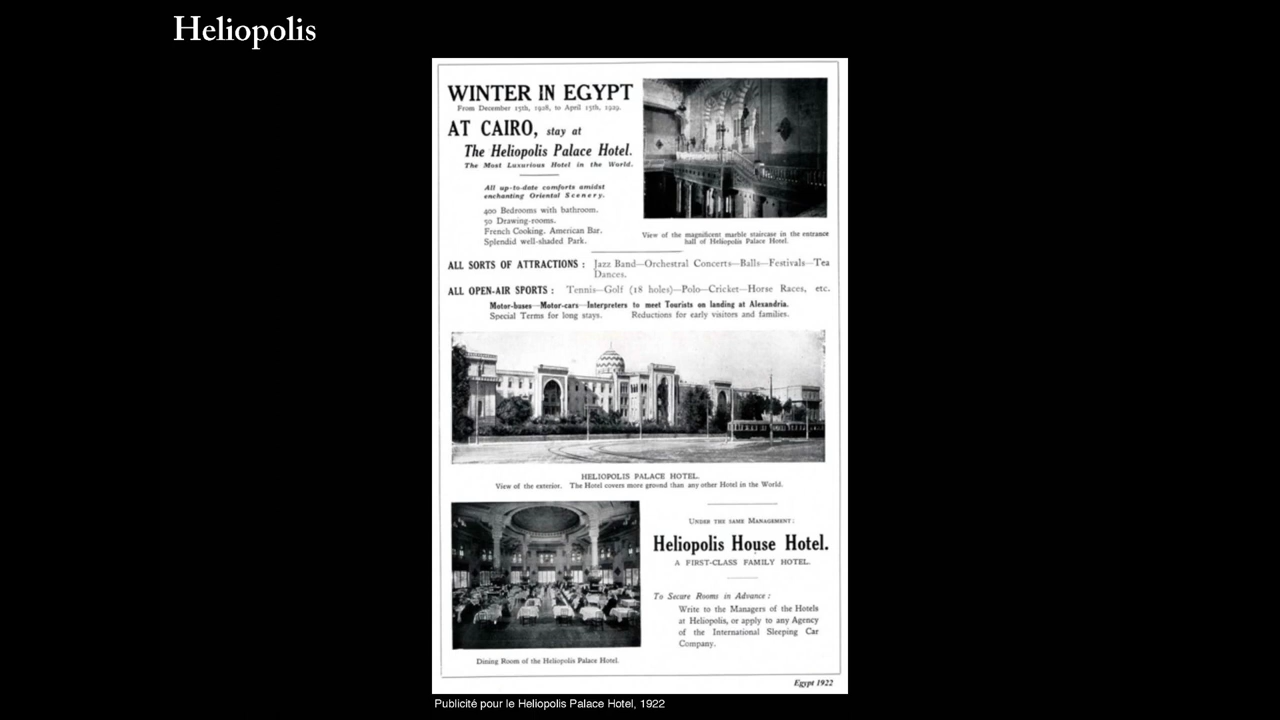 Heliopolis
WINTER IN EGYPT
From December 15th, 1928, to April 15th, 1929.
AT CAIRO, stay at
The Heliopolis Palace Hotel.
The Most Luxurious Hotel in the World.
All up-to-date comforts amidst
enchanting Oriental Scenery.
400 Bedrooms with bathroom.
50 Drawing-rooms.
French Cooking. American Bar.
Splendid well-shaded Park.
View of the magnificent marble staircase in the entrance
hall of Heliopolis Palace Hotel.
ALL SORTS OF ATTRACTIONS : Jazz Band—Orchestral Concerts—Balls—Festivals—Tea
Dances.
ALL OPEN-AIR SPORTS : Tennis—Golf (18 holes)—Polo—Cricket—Horse Races, etc.
Motor-buses—Motor-cars—Interpreters to meet Tourists on landing at Alexandria.
Special Terms for long stays. Reductions for early visitors and families.
HELIOPOLIS PALACE HOTEL.
View of the exterior. The Hotel covers more ground than any other Hotel in the World.
UNDER THE SAME MANAGEMENT :
Heliopolis House Hotel.
A FIRST-CLASS FAMILY HOTEL.
To Secure Rooms in Advance :
Write to the Managers of the Hotels
at Heliopolis, or apply to any Agency
of the International Sleeping Car
Company.
Dining Room of the Heliopolis Palace Hotel.
Egypt 1922
Publicité pour le Heliopolis Palace Hotel, 1922